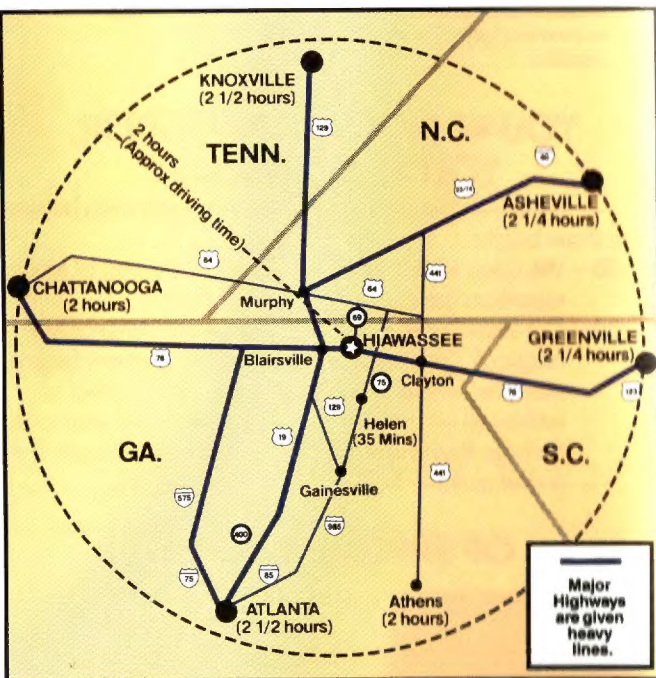 KNOXVILLE
(2 1/2 hours)
129
TENN.
N.C.
2 hours
(Approx driving time)
40
23/19
ASHEVILLE
(2 1/4 hours)
64
441
CHATTANOOGA
(2 hours)
Murphy
64
69
HIAWASSEE
GREENVILLE
(2 1/4 hours)
76
Blairsville
Clayton
75
76
123
129
Helen
(35 Mins)
GA.
19
S.C.
441
Gainesville
575
400
985
75
85
ATLANTA
(2 1/2 hours)
Athens
(2 hours)
Major
Highways
are given
heavy
lines.